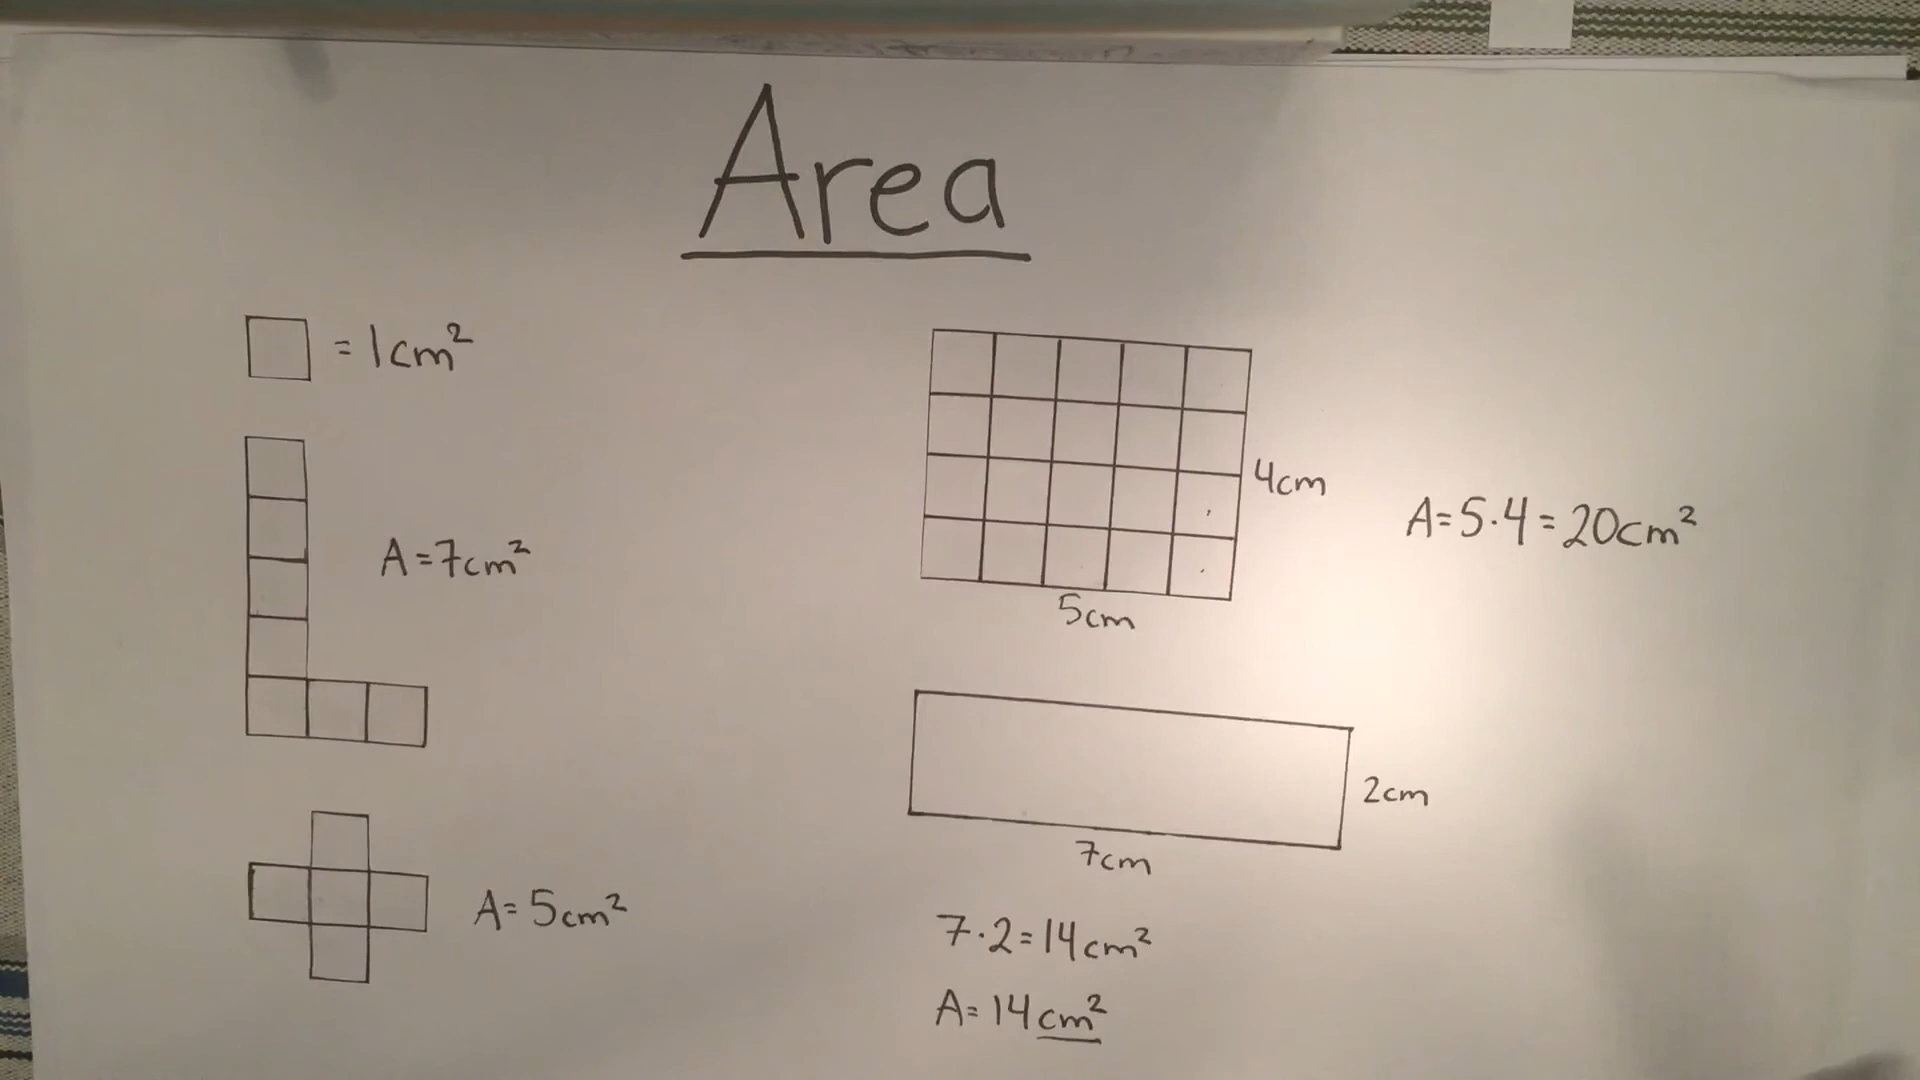 Area
= 1cm²
A=7cm²
A=5cm²
4cm
5cm
A=5·4=20cm²
2cm
7cm
7·2=14cm²
A=14cm²